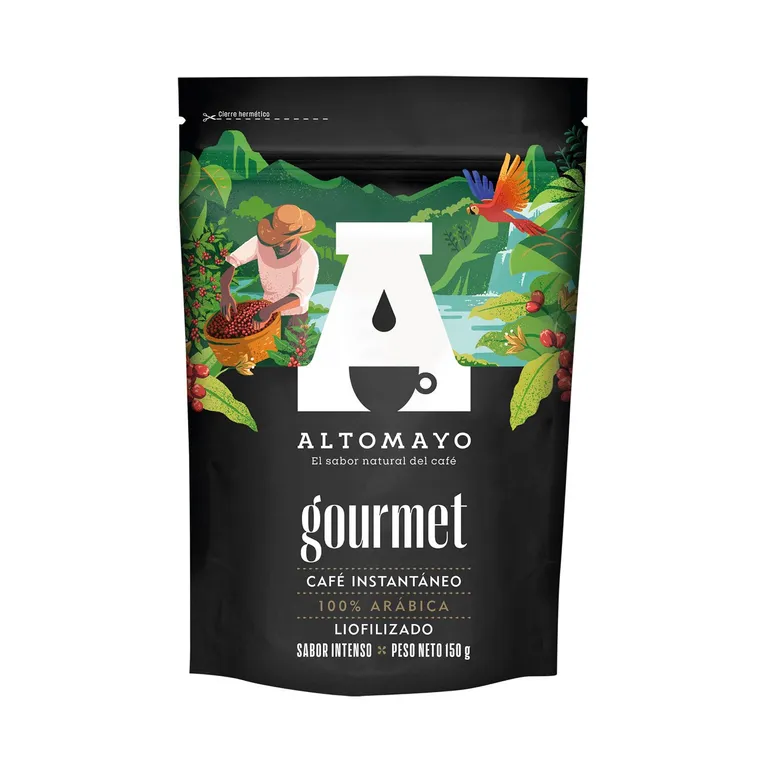 Cierre hermético
ALTOMAYO
El sabor natural del café
gourmet
CAFÉ INSTANTÁNEO
100% ARÁBICA
LIOFILIZADO
SABOR INTENSO PESO NETO 150 g